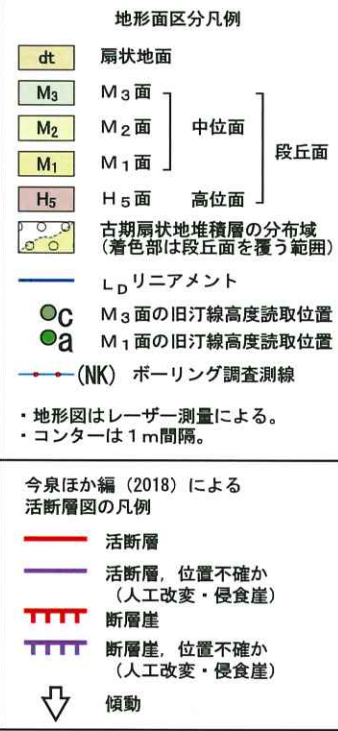 地形面区分凡例
dt 扇状地面
M3 M3面
M2 M2面 中位面
段丘面
M1 M1面
H5 H5面 高位面
古期扇状地堆積層の分布域
(着色部は段丘面を覆う範囲)
LDリニアメント
c M3面の旧汀線高度読取位置
a M1面の旧汀線高度読取位置
(NK) ボーリング調査測線
・地形図はレーザー測量による。
・コンターは1m間隔。
今泉ほか編(2018)による
活断層図の凡例
活断層
活断層，位置不確か
(人工改変・侵食崖)
断層崖
断層崖，位置不確か
(人工改変・侵食崖)
傾動